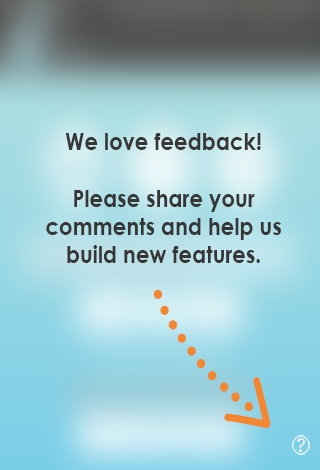 We love feedback!
Please share your
comments and help us
build new features.
?